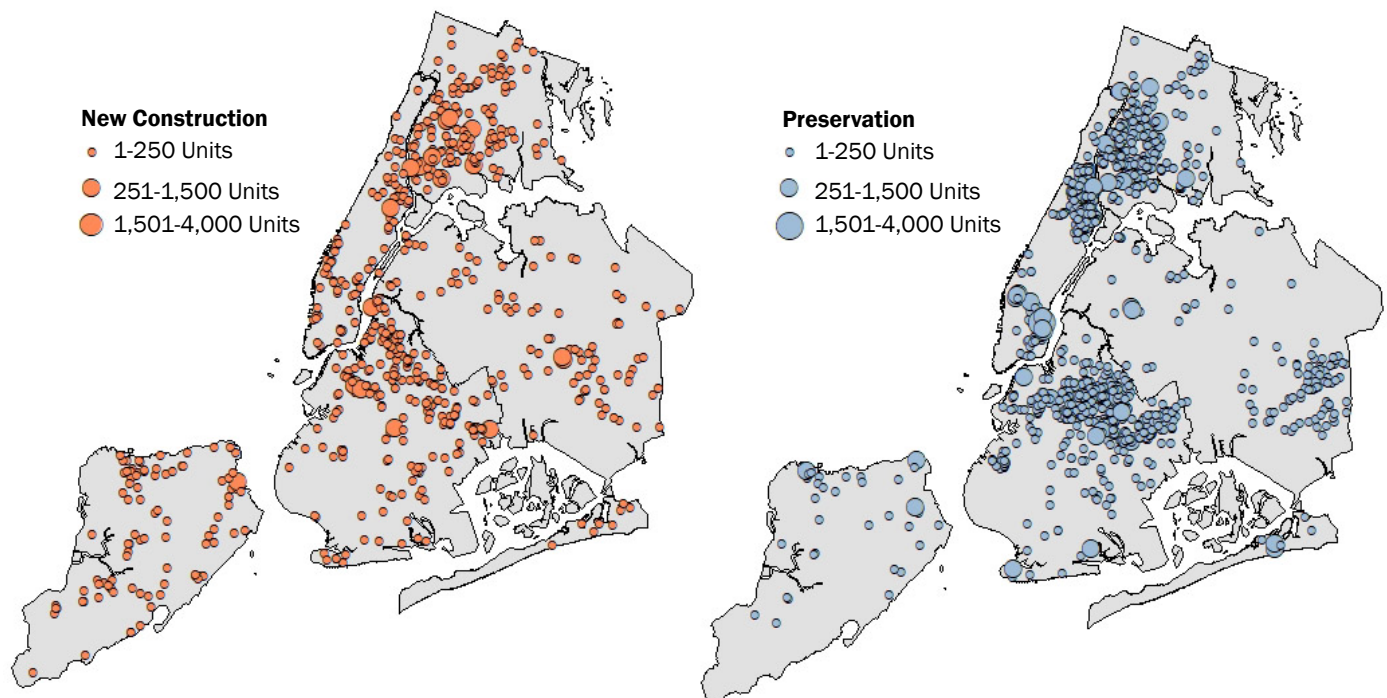 New Construction
1-250 Units
251-1,500 Units
1,501-4,000 Units
Preservation
1-250 Units
251-1,500 Units
1,501-4,000 Units